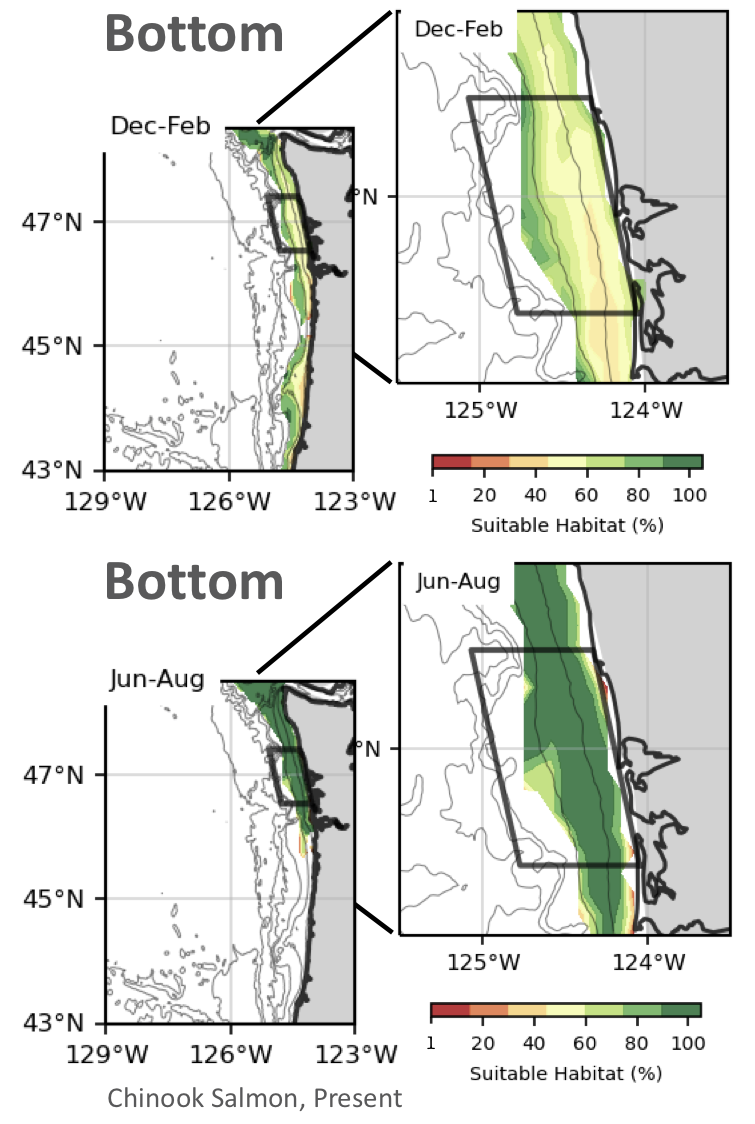 Bottom
Dec-Feb
Dec-Feb
47°N
45°N
43°N
129°W 126°W 123°W
°N
125°W 124°W
1 20 40 60 80 100
Suitable Habitat (%)
Bottom
Jun-Aug
Jun-Aug
47°N
45°N
43°N
129°W 126°W 123°W
°N
125°W 124°W
1 20 40 60 80 100
Suitable Habitat (%)
Chinook Salmon, Present